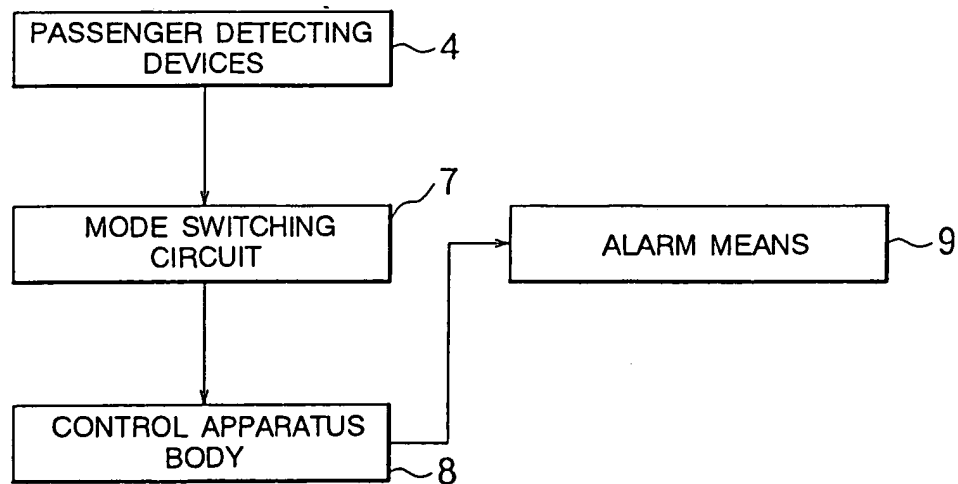 PASSENGER DETECTING
DEVICES
4
MODE SWITCHING
CIRCUIT
7
ALARM MEANS
9
CONTROL APPARATUS
BODY
8